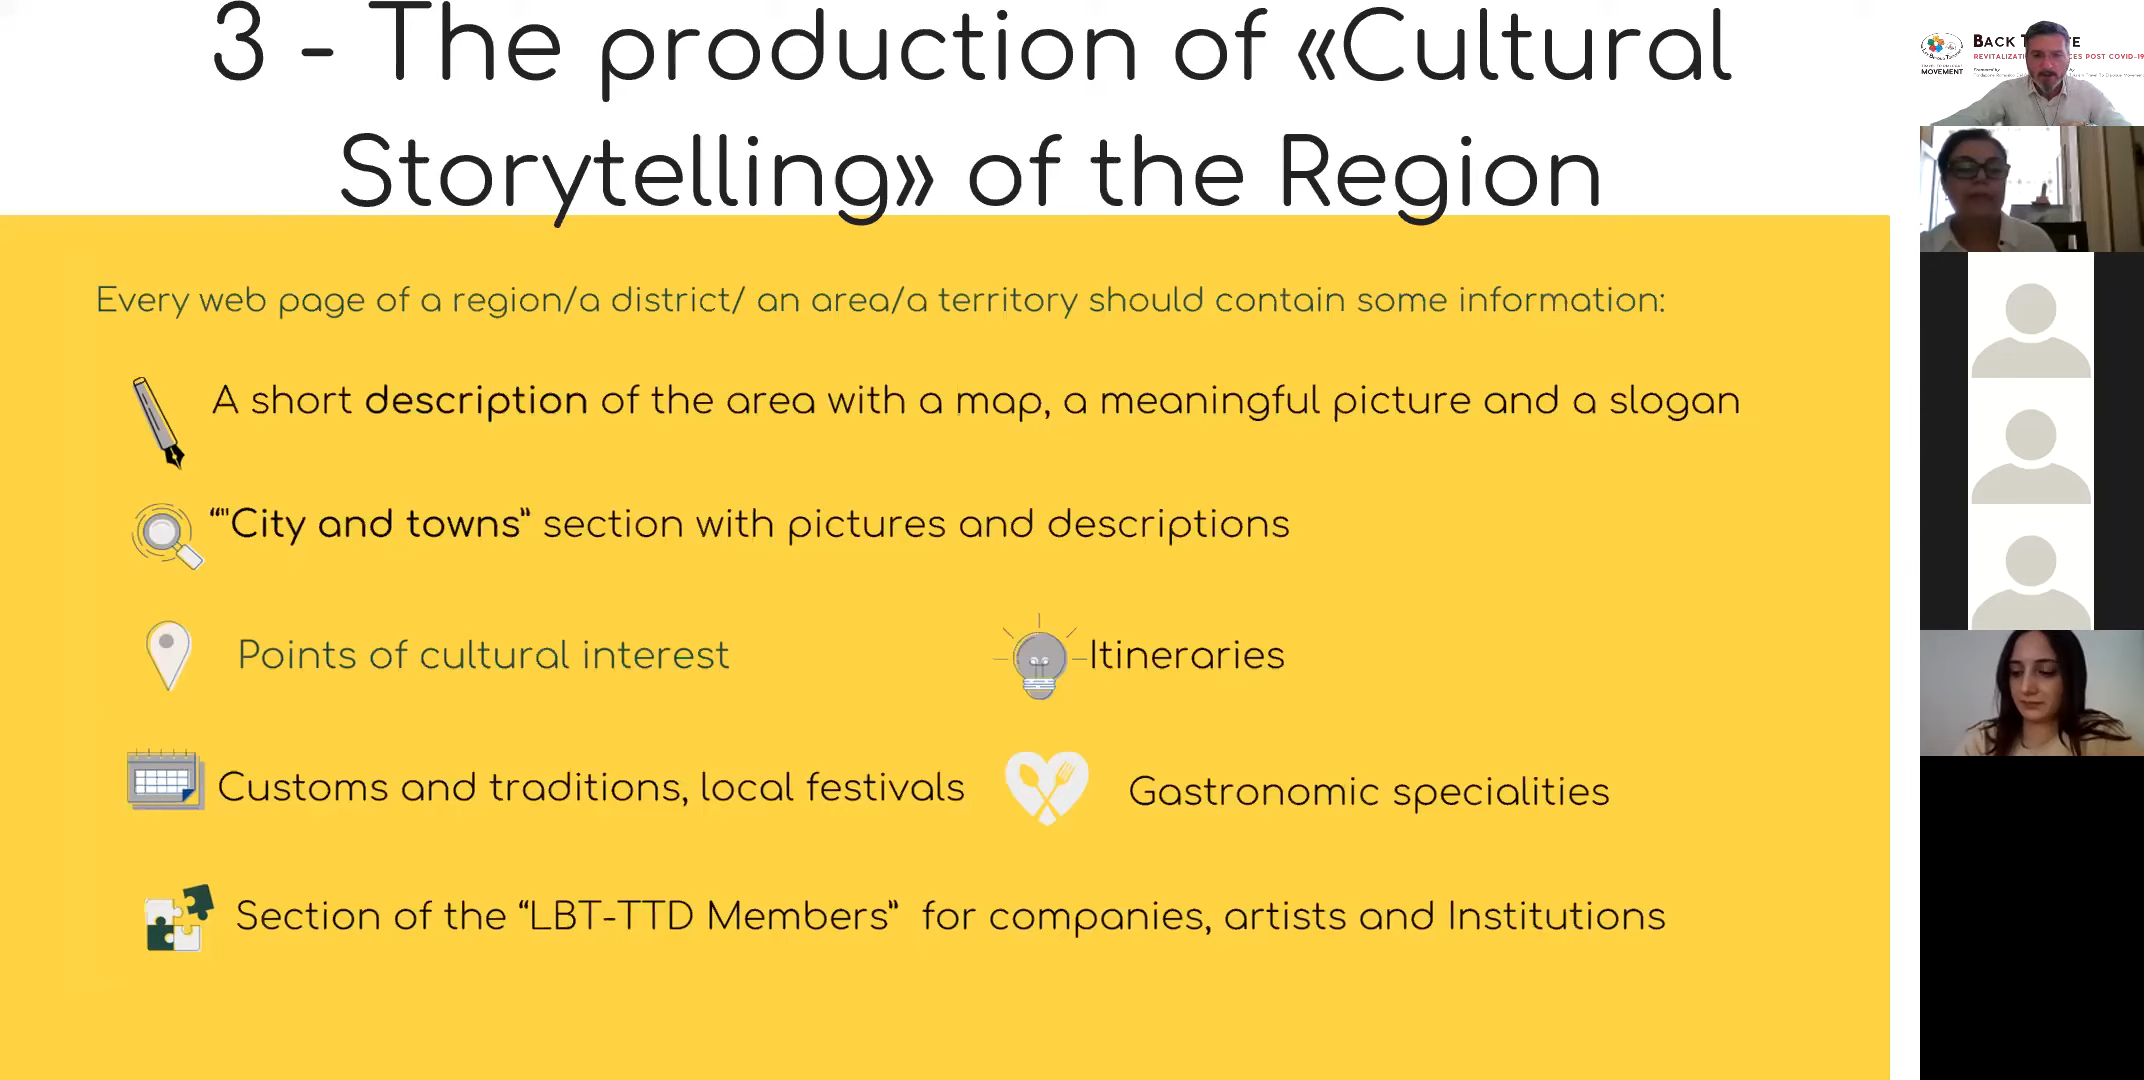 3 - The production of «Cultural
Storytelling» of the Region
Every web page of a region/a district/ an area/a territory should contain some information:
A short description of the area with a map, a meaningful picture and a slogan
“"City and towns” section with pictures and descriptions
Points of cultural interest
Itineraries
Customs and traditions, local festivals
Gastronomic specialities
Section of the “LBT-TTD Members” for companies, artists and Institutions
BACK
POST COVID-19
MOVEMENT